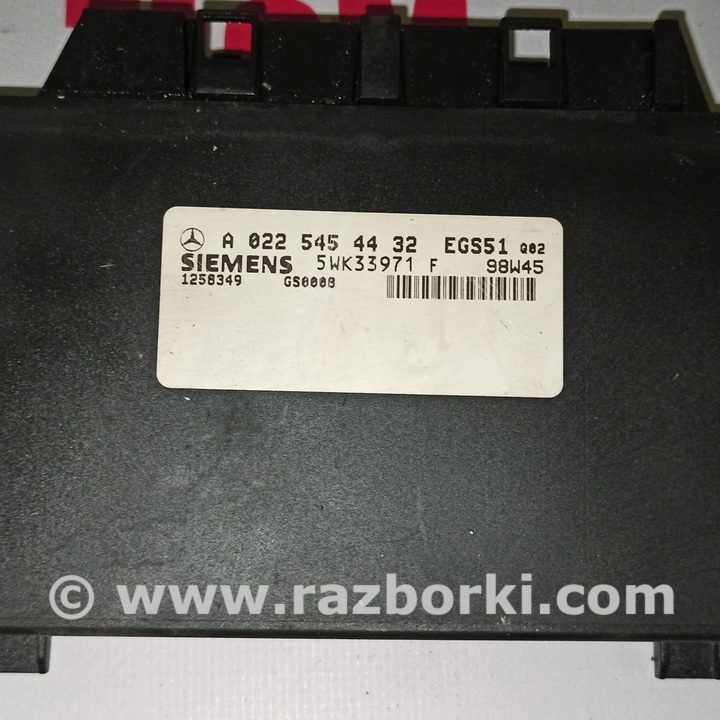 A 022 545 44 32 EGS51 Q02
SIEMENS 5WK33971 F 98W45
1258349 GS0008
© www.razborki.com